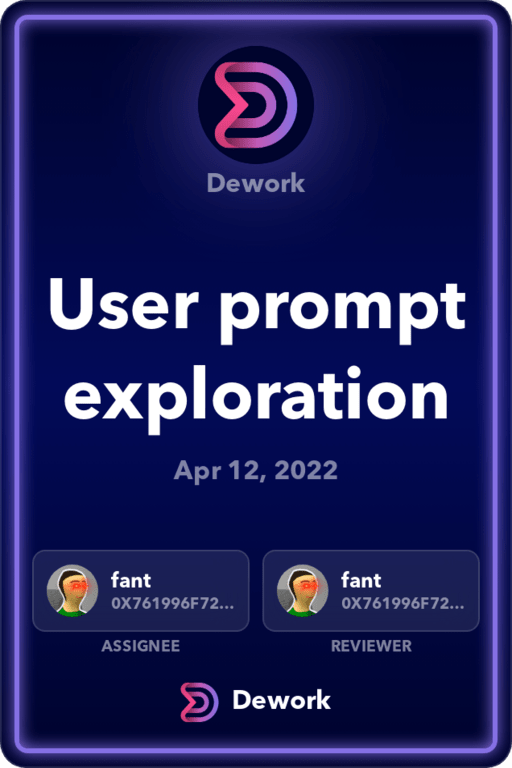 Dework
User prompt
exploration
Apr 12, 2022
fant
0X761996F72...
ASSIGNEE
fant
0X761996F72...
REVIEWER
Dework